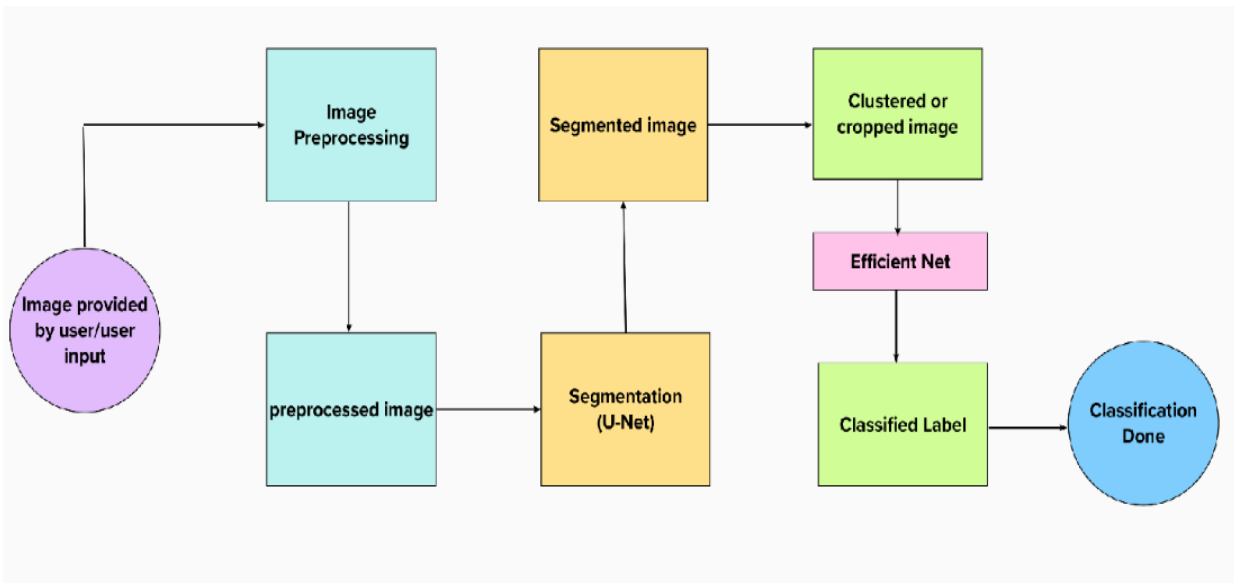 Image provided
by user/user
input
Image
Preprocessing
preprocessed image
Segmentation
(U-Net)
Segmented image
Clustered or
cropped image
Efficient Net
Classified Label
Classification
Done